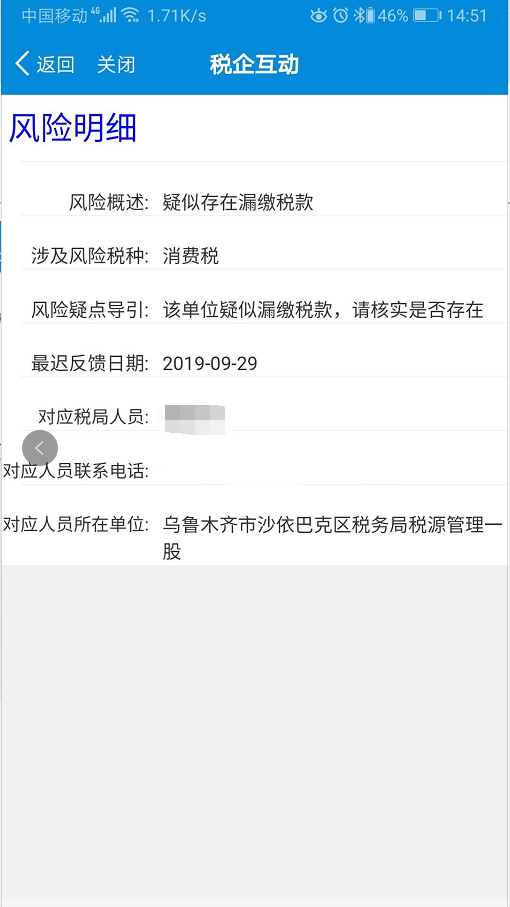 中国移动 4G 1.71K/s 46% 14:51
返回 关闭 税企互动
风险明细
风险概述: 疑似存在漏缴税款
涉及风险税种: 消费税
风险疑点导引: 该单位疑似漏缴税款，请核实是否存在
最迟反馈日期: 2019-09-29
对应税局人员:
对应人员联系电话:
对应人员所在单位: 乌鲁木齐市沙依巴克区税务局税源管理一
股